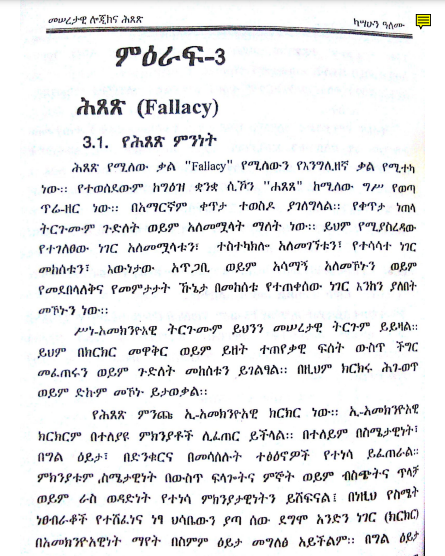 መሠረታዊ ሎጂክና ሕጸጽ
ካሣሁን ዓለሙ
ምዕራፍ-3
ሕጸጽ (Fallacy)
3.1. የሕጸጽ ምንነት
ሕጸጽ የሚለው ቃል "Fallacy" የሚለውን የእንግሊዘኛ ቃል የሚተካ
ነው፡፡ የተወሰደውም ከግዕዝ ቋንቋ ሲኾን "ሐጸጸ" ከሚለው ግሥ የወጣ
ጥሬ-ዘር ነው፡፡ በአማርኛም ቀጥታ ተወስዶ ያገለግላል፡፡ የቀጥታ ነጠላ
ትርጉሙም ጉድለት ወይም አለመሟላት ማለት ነው፡፡ ይህም የሚያስረዳው
የተገለፀው ነገር አለመሟላቱን፣ ተስተካክሎ አለመገኘቱን፣ የተሳሳተ ነገር
መከሰቱን፣ እውነታው አጥጋቢ ወይም አሳማኝ አለመኾኑን ወይም
የመደበላለቅና የመምታታት ኹኔታ በመከሰቱ የተጠቀሰው ነገር እንከን ያለበት
መኾኑን ነው፡፡
ሥነ-አመክንዮአዊ ትርጉሙም ይህንን መሠረታዊ ትርጉም ይይዛል፡፡
ይህም በክርክር መዋቅር ወይም ይዘት ተጠየቃዊ ፍሰት ውስጥ ችግር
መፈጠሩን ወይም ጉድለት መከሰቱን ይገልፃል፡፡ በዚህም ክርክሩ ሕገ-ወጥ
ወይም ድኩም መኾኑ ይታወቃል፡፡
የሕጸጽ ምንጩ ኢ-አመክንዮአዊ ክርክር ነው፡፡ ኢ-አመክንዮአዊ
ክርክርም በተለያዩ ምክንያቶች ሊፈጠር ይችላል፡፡ በተለይም በስሜታዊነት፣
በግል ዕይታ፣ በድንቁርና በመሳሰሉት ተፅዕኖዎች የተነሳ ይፈጠራል፡፡
ምክንያቱም ,ስሜታዊነት በውስጥ ፍላጐትና ምኞት ወይም ብስጭትና ጥላቻ
ወይም ራስ ወዳድነት የተነሳ ምክንያታዊነትን ይሸፍናል፤ በነዚህ የስሜት
ነፀብራቆች የተሸፈነና ነፃ ሀሳቤውን ያጣ ሰው ደግሞ አንድን ነገር (ክርክር)
በአመክንዮአዊነት ማየት በስምም ዕይታ መግለፅ አይችልም፡፡ በግል ዕይታ